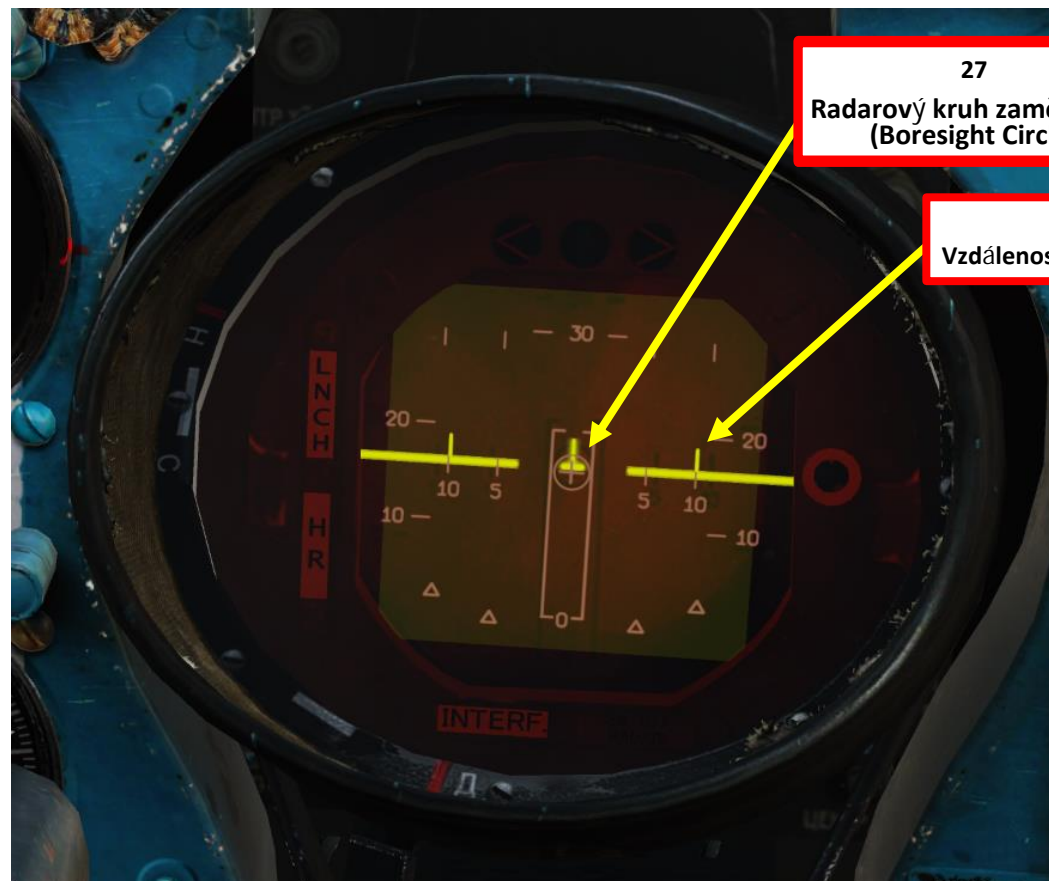 27
Radarový kruh zamě
(Boresight Circ
Vzdálenos
30
LNCH
20
20
10 5
5 10
10
10
HR
0
INTERF.
H
C
Д